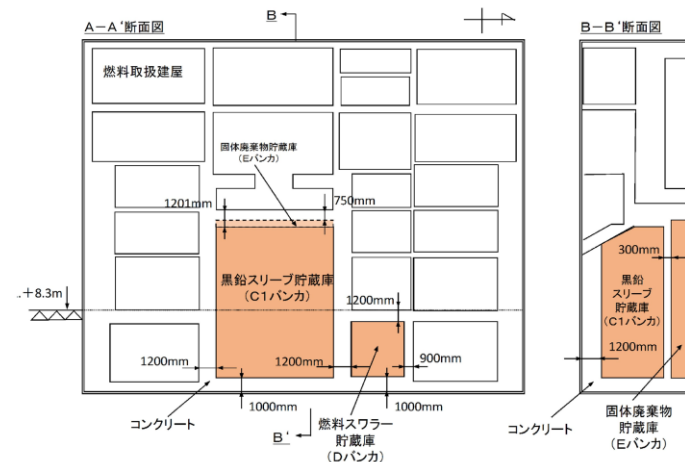 A－A'断面図
B
B－B'断面図
燃料取扱建屋
固体廃棄物貯蔵庫
(Eバンカ)
1201mm
750mm
黒鉛スリーブ貯蔵庫
(C1バンカ)
＋8.3m
1200mm
1200mm
1200mm
900mm
1000mm
1000mm
コンクリート
B'
燃料スワラー
貯蔵庫
(Dバンカ)
300mm
黒鉛
スリーブ
貯蔵庫
(C1バンカ)
1200mm
コンクリート
固体廃棄物
貯蔵庫
(Eバンカ)